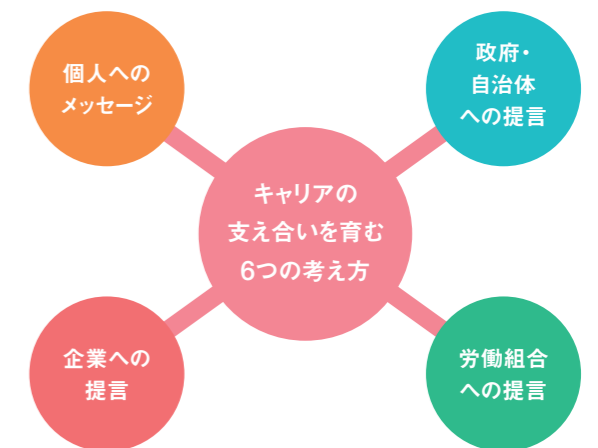 個人への
メッセージ
政府・
自治体
への提言
キャリアの
支え合いを育む
6つの考え方
企業への
提言
労働組合
への提言